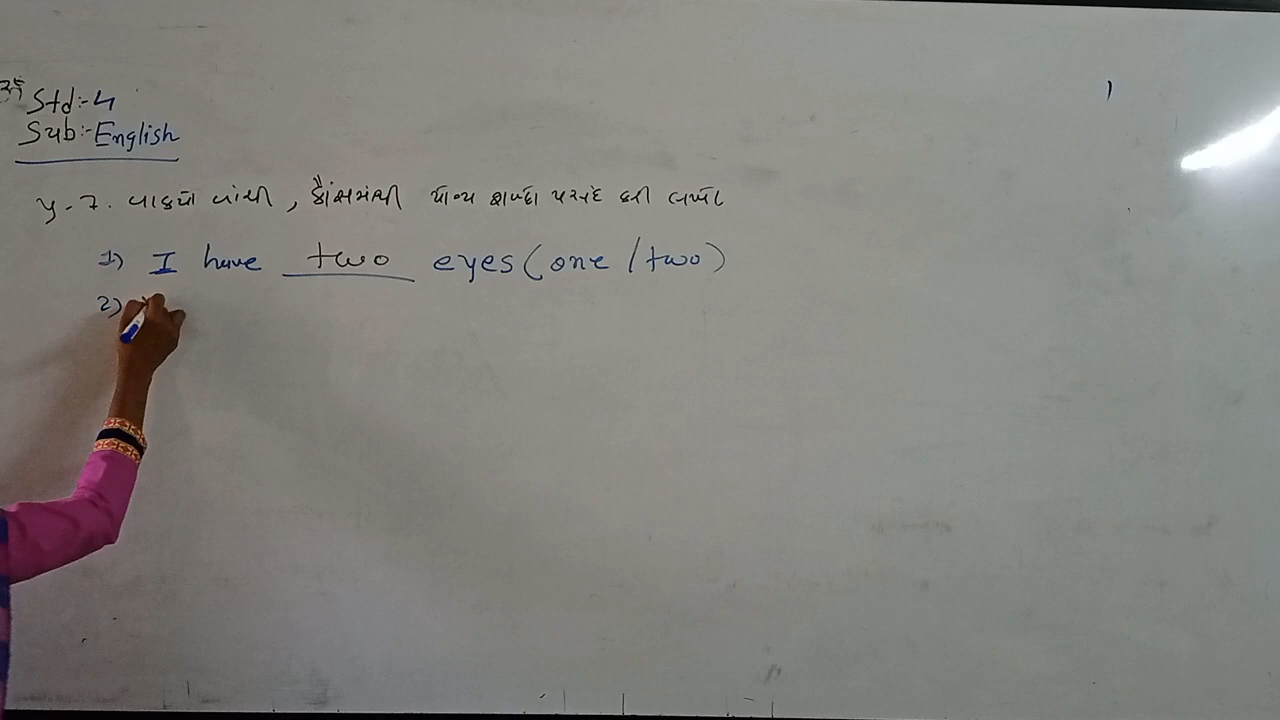 Std:-4
Sub:-English
પ્ર-7. વાક્યો વાંચી, કૌંસમાંથી યોગ્ય શબ્દો પસંદ કરી લખો
1) I have two eyes (one / two)
2)